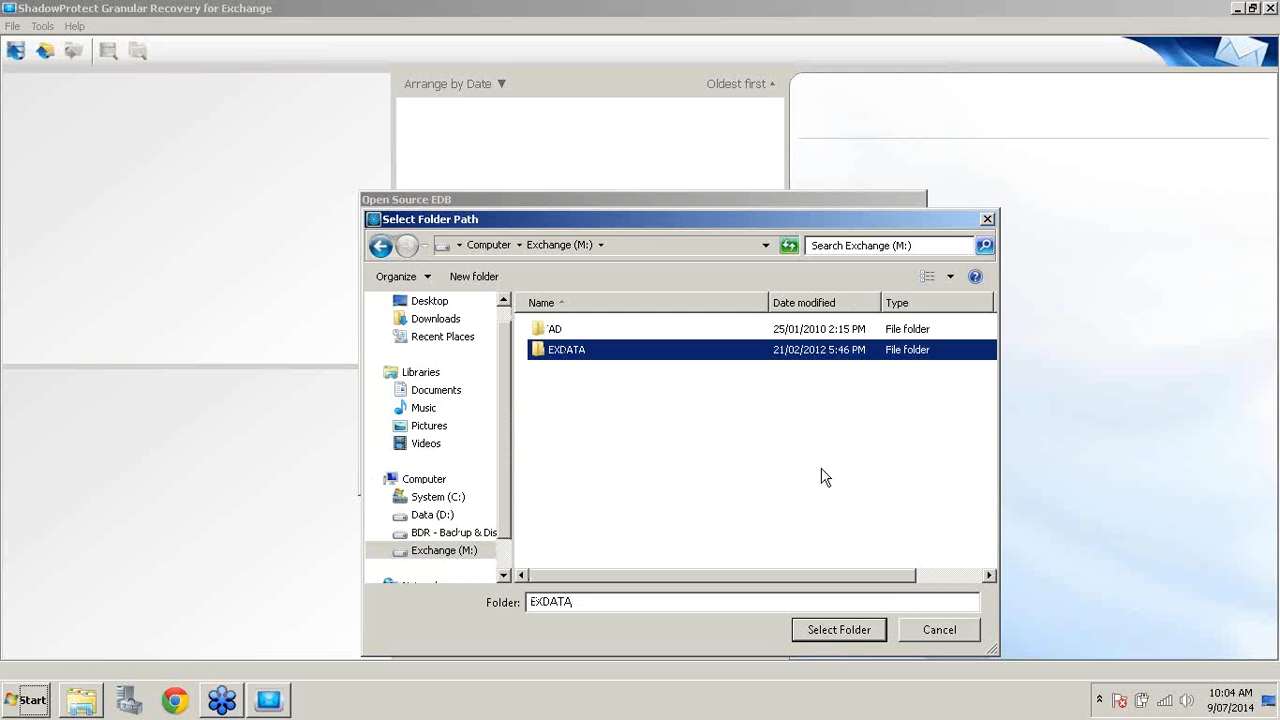 ShadowProtect Granular Recovery for Exchange
File Tools Help
Arrange by Date ▼ Oldest first
Open Source EDB
Select Folder Path
Computer Exchange (M:) Search Exchange (M:)
Organize New folder
Name Date modified Type
Desktop
Downloads
Recent Places
Libraries
Documents
Music
Pictures
Videos
Computer
System (C:)
Data (D:)
BDR - Backup & Dis
Exchange (M:)
AD 25/01/2010 2:15 PM File folder
EXDATA 21/02/2012 5:46 PM File folder
Folder: EXDATA
Select Folder Cancel
Start
10:04 AM
9/07/2014